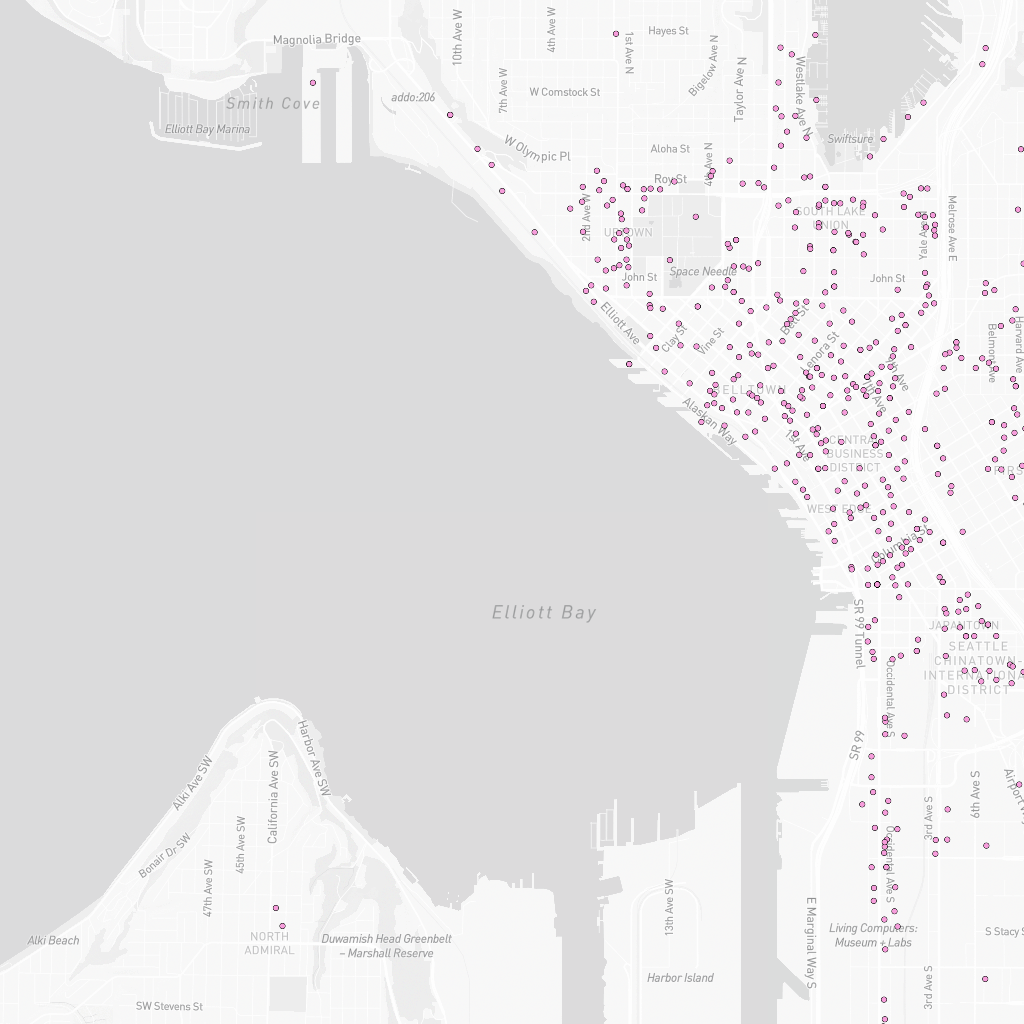 Magnolia Bridge
10th Ave W
4th Ave W
Hayes St
1st Ave N
Bigelow Ave N
Taylor Ave N
Westlake Ave N
7th Ave W
W Comstock St
addo:206
Smith Cove
Elliott Bay Marina
Swiftsure
W Olympic Pl
Aloha St
4th Ave N
Roy St
2nd Ave W
UPTOWN
SOUTH LAKE
UNION
Yale Ave
Melrose Ave E
John St
Space Needle
John St
Elliott Ave
Clay St
Vine St
Bell St
Lenora St
Belmont Ave
Harvard Ave
7th Ave
BELLTOWN
Alaskan Way
1st Ave
CENTRAL
BUSINESS
DISTRICT
WEST EDGE
Columbia St
Elliott Bay
SR 99 Tunnel
JAPANTOWN
SEATTLE
CHINATOWN-
INTERNATIONAL
DISTRICT
Occidental Ave S
SR 99
Harbor Ave SW
Alki Ave SW
California Ave SW
6th Ave S
3rd Ave S
45th Ave SW
Bonair Dr SW
47th Ave SW
Occidental Ave S
13th Ave SW
E Marginal Way S
Alki Beach
NORTH
ADMIRAL
Duwamish Head Greenbelt
– Marshall Reserve
Living Computers:
Museum + Labs
S Stacy S
Harbor Island
3rd Ave S
SW Stevens St